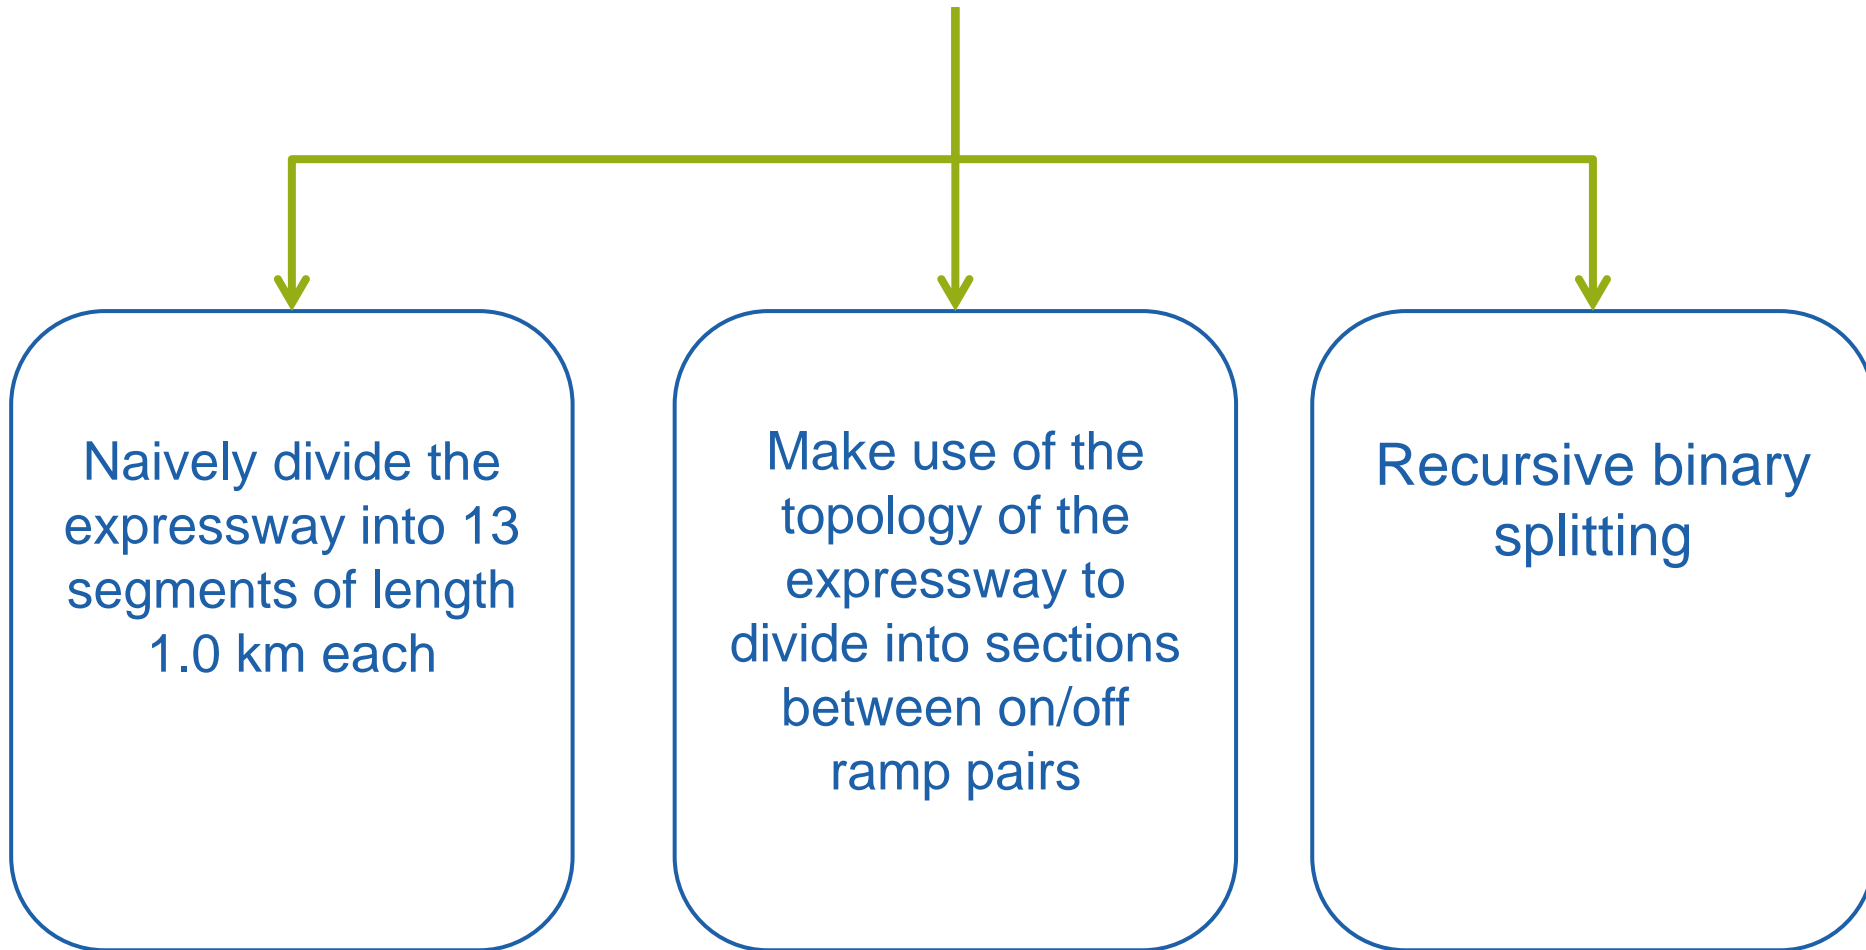 Naively divide the
expressway into 13
segments of length
1.0 km each
Make use of the
topology of the
expressway to
divide into sections
between on/off
ramp pairs
Recursive binary
splitting